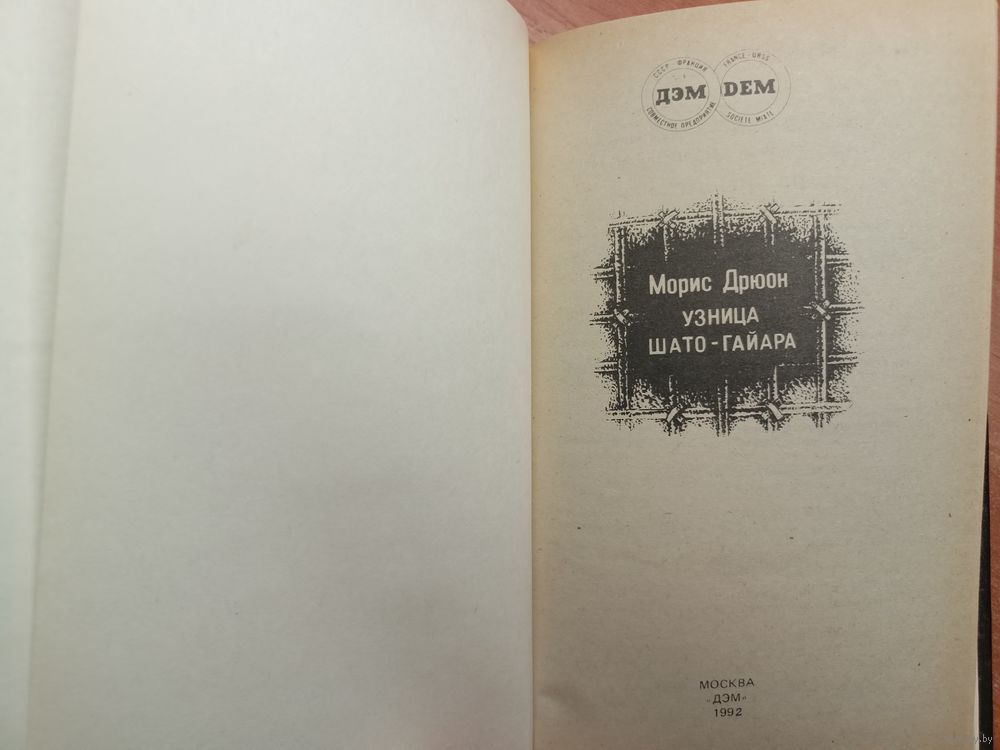 СССР ФРАНЦИЯ
ДЭМ
СОВМЕСТНОЕ ПРЕДПРИЯТИЕ
FRANCE-URSS
DEM
SOCIETE MIXTE
Морис Дрюон
УЗНИЦА
ШАТО-ГАЙАРА
МОСКВА
„ДЭМ“
1992